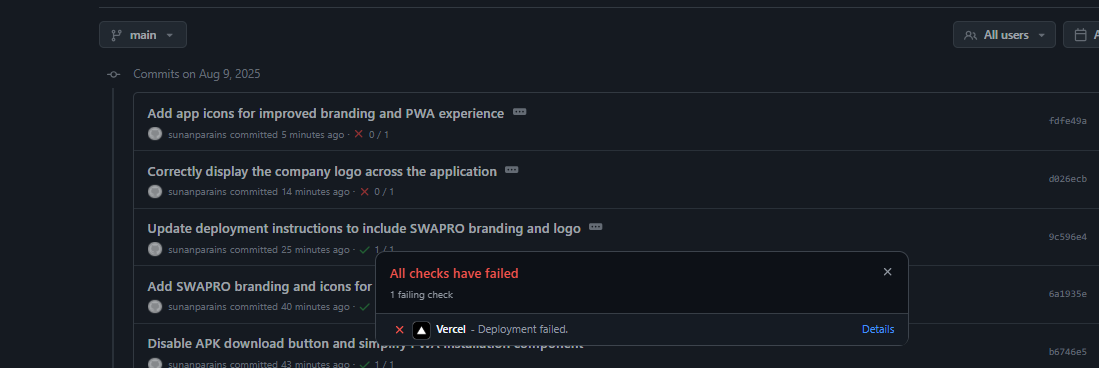 main
All users
Commits on Aug 9, 2025
Add app icons for improved branding and PWA experience
sunanparains committed 5 minutes ago · 0 / 1
fdfe49a
Correctly display the company logo across the application
sunanparains committed 14 minutes ago · 0 / 1
d026ecb
Update deployment instructions to include SWAPRO branding and logo
sunanparains committed 25 minutes ago · 1 / 1
9c596e4
Add SWAPRO branding and icons for
sunanparains committed 40 minutes ago ·
6a1935e
All checks have failed
1 failing check
Vercel - Deployment failed.
Details
Disable APK download button and simplify PWA installation component
sunanparains committed 43 minutes ago · 1 / 1
b6746e5